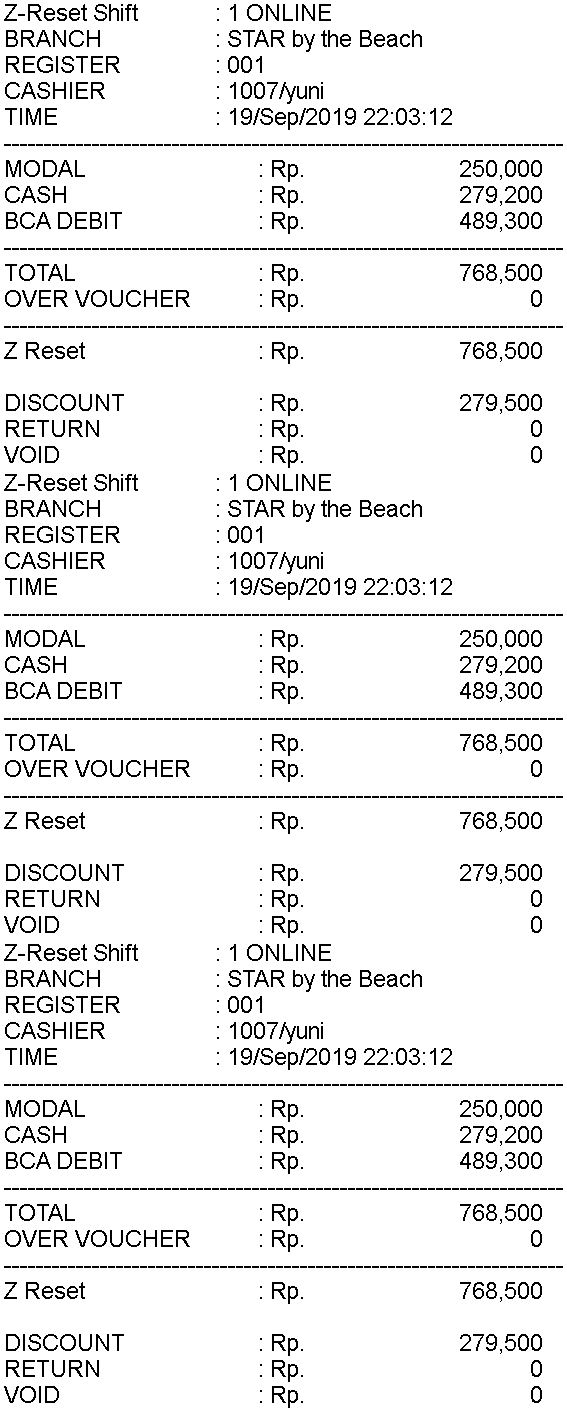 Z-Reset Shift : 1 ONLINE
BRANCH : STAR by the Beach
REGISTER : 001
CASHIER : 1007/yuni
TIME : 19/Sep/2019 22:03:12
----------------------------------------------------------------------
MODAL : Rp. 250,000
CASH : Rp. 279,200
BCA DEBIT : Rp. 489,300
----------------------------------------------------------------------
TOTAL : Rp. 768,500
OVER VOUCHER : Rp. 0
----------------------------------------------------------------------
Z Reset : Rp. 768,500
DISCOUNT : Rp. 279,500
RETURN : Rp. 0
VOID : Rp. 0
Z-Reset Shift : 1 ONLINE
BRANCH : STAR by the Beach
REGISTER : 001
CASHIER : 1007/yuni
TIME : 19/Sep/2019 22:03:12
----------------------------------------------------------------------
MODAL : Rp. 250,000
CASH : Rp. 279,200
BCA DEBIT : Rp. 489,300
----------------------------------------------------------------------
TOTAL : Rp. 768,500
OVER VOUCHER : Rp. 0
----------------------------------------------------------------------
Z Reset : Rp. 768,500
DISCOUNT : Rp. 279,500
RETURN : Rp. 0
VOID : Rp. 0
Z-Reset Shift : 1 ONLINE
BRANCH : STAR by the Beach
REGISTER : 001
CASHIER : 1007/yuni
TIME : 19/Sep/2019 22:03:12
----------------------------------------------------------------------
MODAL : Rp. 250,000
CASH : Rp. 279,200
BCA DEBIT : Rp. 489,300
----------------------------------------------------------------------
TOTAL : Rp. 768,500
OVER VOUCHER : Rp. 0
----------------------------------------------------------------------
Z Reset : Rp. 768,500
DISCOUNT : Rp. 279,500
RETURN : Rp. 0
VOID : Rp. 0